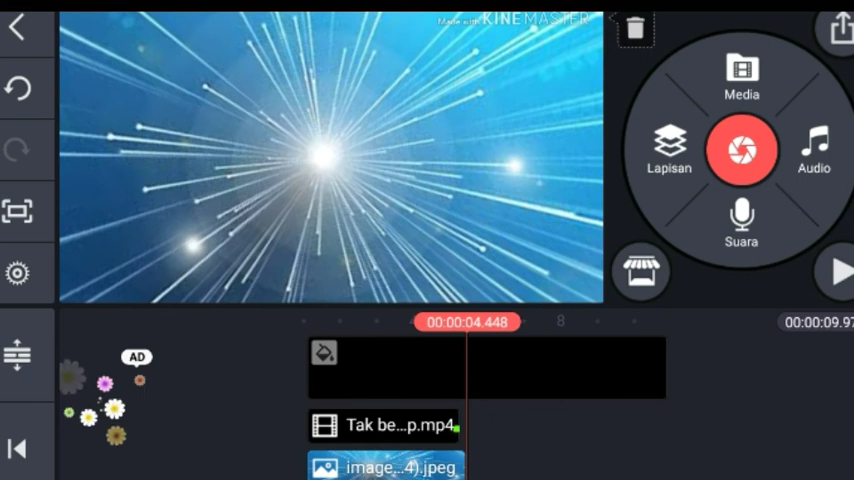 Made with KINEMASTER
Media
Lapisan
Audio
Suara
00:00:04.448
8
00:00:09.97
AD
Tak be...p.mp4
image...4).jpeg